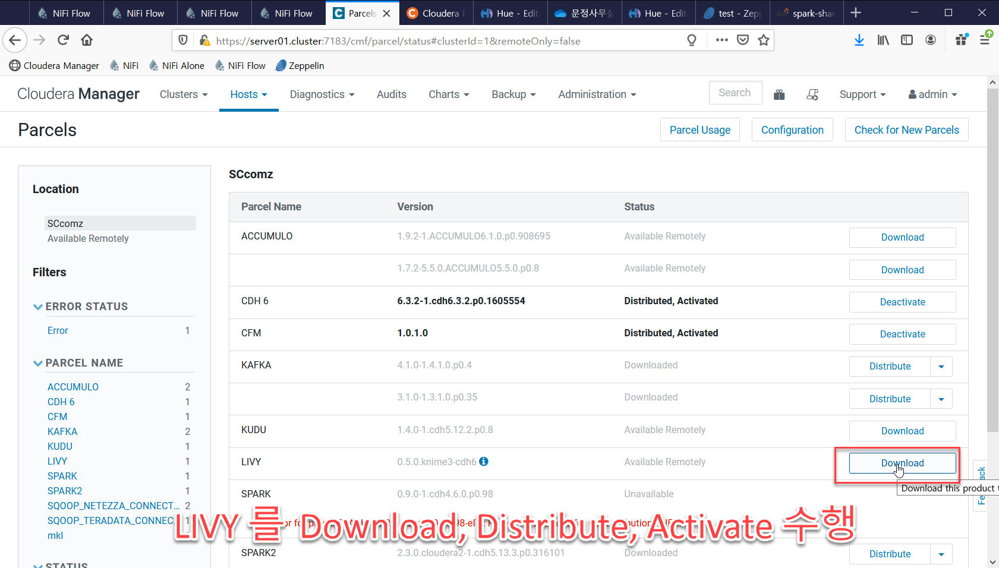 NiFi Flow NiFi Flow NiFi Flow NiFi Flow Parcels Cloudera Hue - Edit 문정사무실 Hue - Edit test - Zepp spark-shar
https://server01.cluster:7183/cmf/parcel/status#clusterId=1&remoteOnly=false
Cloudera Manager NiFi NiFi Alone NiFi Flow Zeppelin
Cloudera Manager Clusters Hosts Diagnostics Audits Charts Backup Administration Search Support admin
Parcels Parcel Usage Configuration Check for New Parcels
Location
SCcomz
Available Remotely
Filters
ERROR STATUS
Error 1
PARCEL NAME
ACCUMULO 2
CDH 6 1
CFM 1
KAFKA 2
KUDU 1
LIVY 1
SPARK 1
SPARK2 1
SQOOP_NETEZZA_CONNECT... 2
SQOOP_TERADATA_CONNEC 1
mkl 1
STATUS
SCcomz
Parcel Name Version Status
ACCUMULO 1.9.2-1.ACCUMULO6.1.0.p0.908695 Available Remotely Download
1.7.2-5.5.0.ACCUMULO5.5.0.p0.8 Available Remotely Download
CDH 6 6.3.2-1.cdh6.3.2.p0.1605554 Distributed, Activated Deactivate
CFM 1.0.1.0 Distributed, Activated Deactivate
KAFKA 4.1.0-1.4.1.0.p0.4 Downloaded Distribute
3.1.0-1.3.1.0.p0.35 Downloaded Distribute
KUDU 1.4.0-1.cdh5.12.2.p0.8 Available Remotely Download
LIVY 0.5.0.knime3-cdh6 Available Remotely Download
Download this product t
SPARK 0.9.0-1.cdh4.6.0.p0.98 Unavailable
LIVY 를 Download, Distribute, Activate 수행
SPARK2 2.3.0.cloudera2-1.cdh5.13.3.p0.316101 Downloaded Distribute